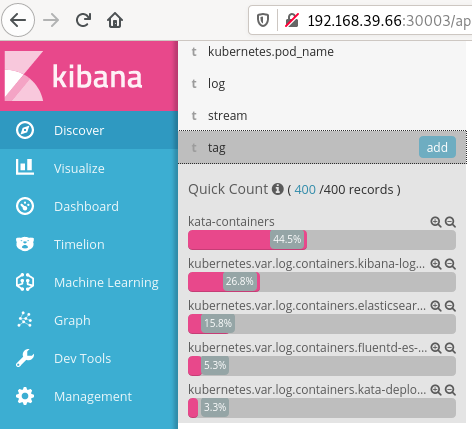 192.168.39.66:30003/ap
kibana
Discover
Visualize
Dashboard
Timelion
Machine Learning
Graph
Dev Tools
Management
t kubernetes.pod_name
t log
t stream
t tag add
Quick Count ( 400 /400 records )
kata-containers
44.5%
kubernetes.var.log.containers.kibana-log...
26.8%
kubernetes.var.log.containers.elasticsear...
15.8%
kubernetes.var.log.containers.fluentd-es-...
5.3%
kubernetes.var.log.containers.kata-deplo...
3.3%